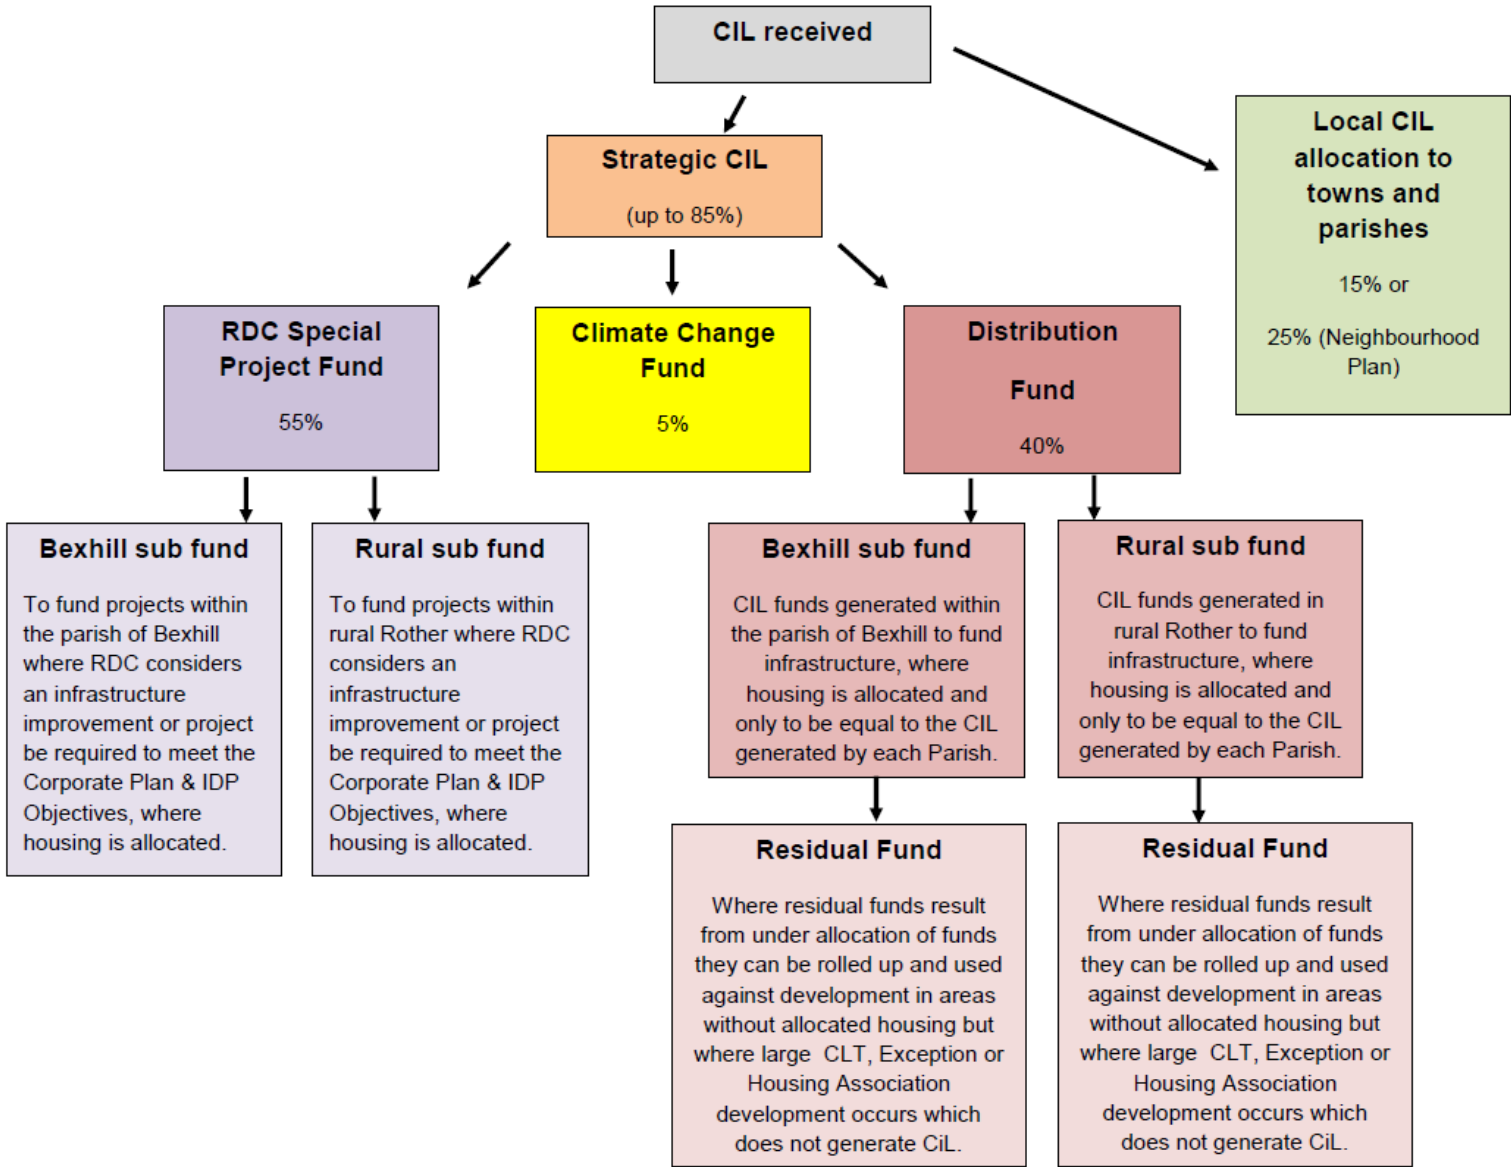 CIL received
Strategic CIL
(up to 85%)
Local CIL
allocation to
towns and
parishes
15% or
25% (Neighbourhood
Plan)
RDC Special
Project Fund
55%
Climate Change
Fund
5%
Distribution
Fund
40%
Bexhill sub fund
To fund projects within
the parish of Bexhill
where RDC considers
an infrastructure
improvement or project
be required to meet the
Corporate Plan & IDP
Objectives, where
housing is allocated.
Rural sub fund
To fund projects within
rural Rother where RDC
considers an
infrastructure
improvement or project
be required to meet the
Corporate Plan & IDP
Objectives, where
housing is allocated.
Bexhill sub fund
CIL funds generated within
the parish of Bexhill to fund
infrastructure, where
housing is allocated and
only to be equal to the CIL
generated by each Parish.
Rural sub fund
CIL funds generated in
rural Rother to fund
infrastructure, where
housing is allocated and
only to be equal to the CIL
generated by each Parish.
Residual Fund
Where residual funds result
from under allocation of funds
they can be rolled up and used
against development in areas
without allocated housing but
where large  CLT, Exception or
Housing Association
development occurs which
does not generate CiL.
Residual Fund
Where residual funds result
from under allocation of funds
they can be rolled up and used
against development in areas
without allocated housing but
where large  CLT, Exception or
Housing Association
development occurs which
does not generate CiL.